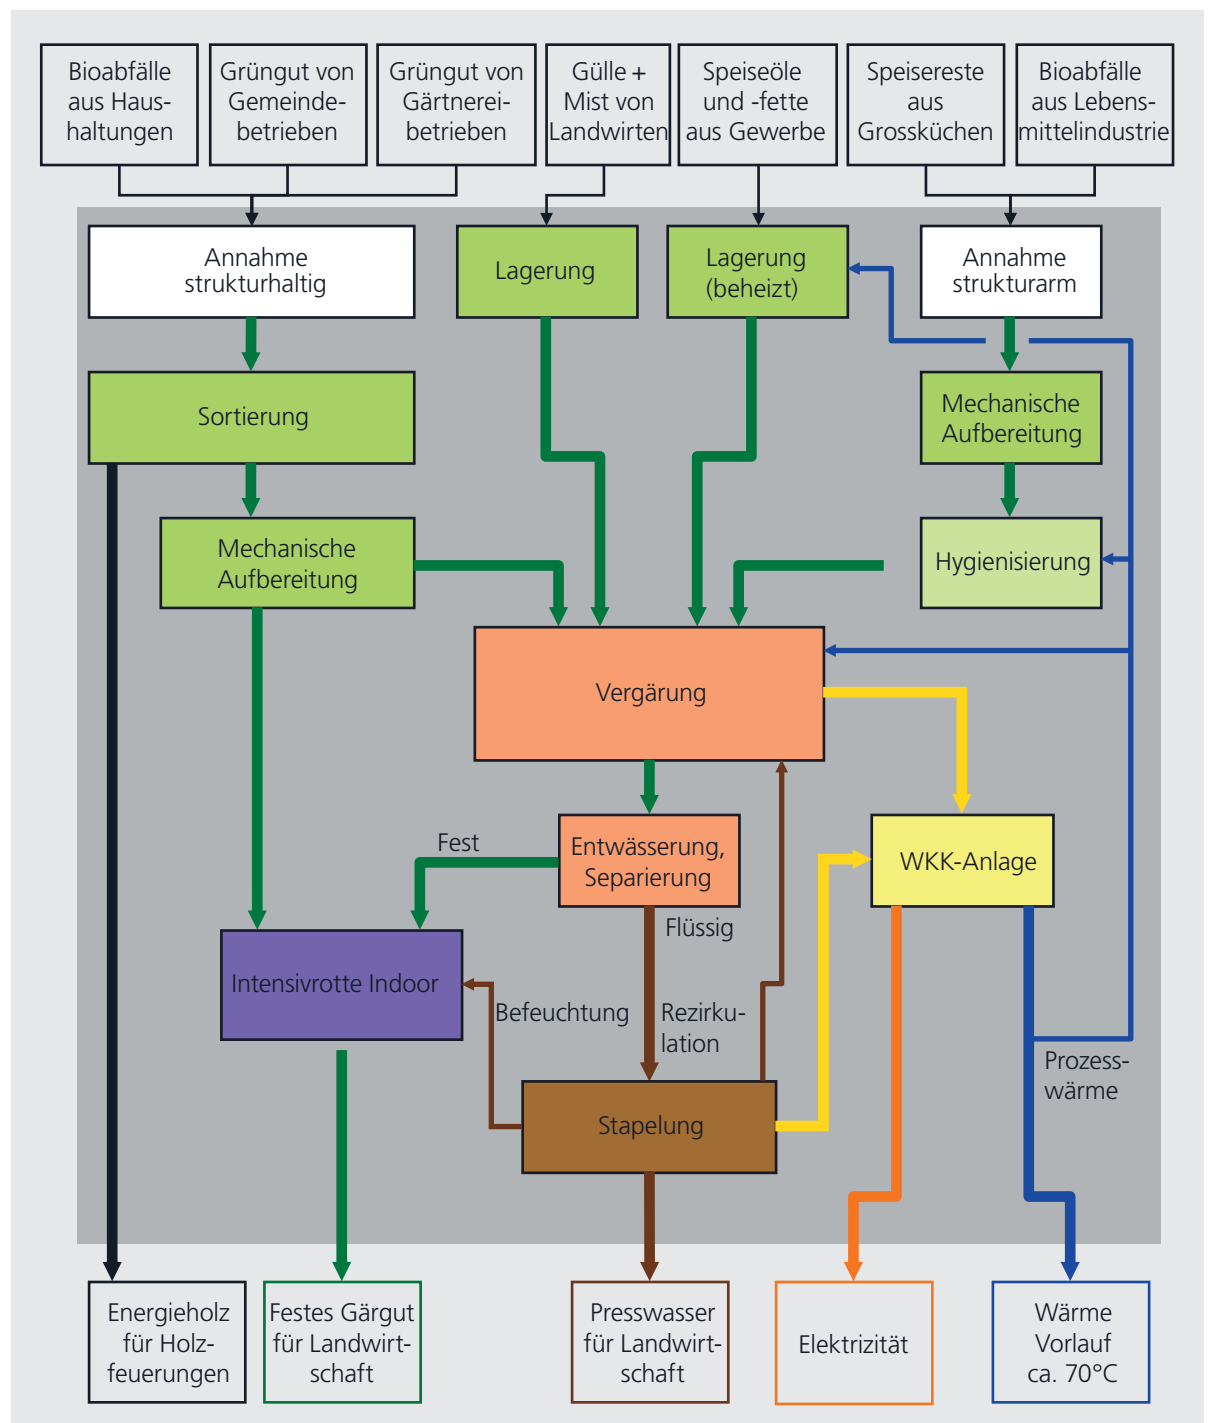 Bioabfälle
aus Haus-
haltungen
Grüngut von
Gemeinde-
betrieben
Grüngut von
Gärtnerei-
betrieben
Gülle +
Mist von
Landwirten
Speiseöle
und -fette
aus Gewerbe
Speisereste
aus
Grossküchen
Bioabfälle
aus Lebens-
mittelindustrie
Annahme
strukturhaltig
Lagerung
Lagerung
(beheizt)
Annahme
strukturarm
Sortierung
Mechanische
Aufbereitung
Mechanische
Aufbereitung
Hygienisierung
Vergärung
Fest
Entwässerung,
Separierung
WKK-Anlage
Flüssig
Intensivrotte Indoor
Befeuchtung
Rezirku-
lation
Prozess-
wärme
Stapelung
Energieholz
für Holz-
feuerungen
Festes Gärgut
für Landwirt-
schaft
Presswasser
für Landwirt-
schaft
Elektrizität
Wärme
Vorlauf
ca. 70°C